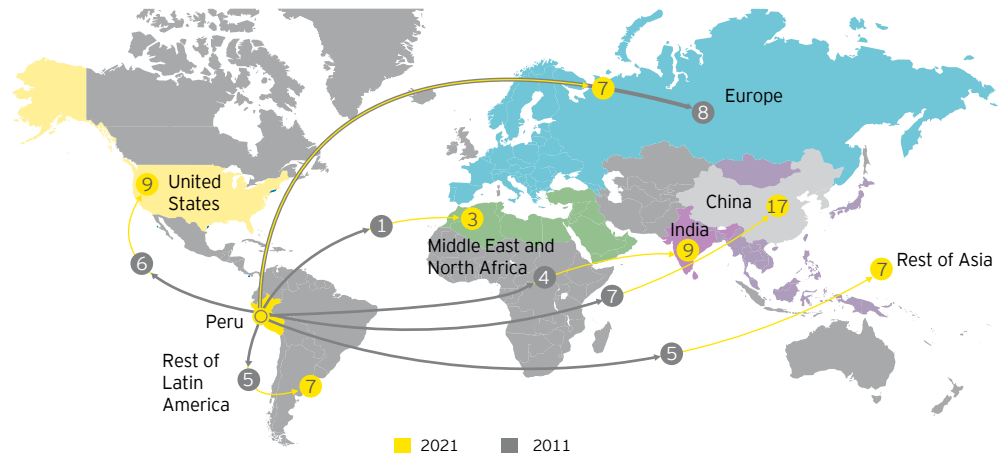 7
8
Europe
9
United
States
China
17
1
3
India
Middle East and
North Africa
9
6
4
7
7
Rest of Asia
Peru
5
Rest of
Latin
America
5
7
2021
2011